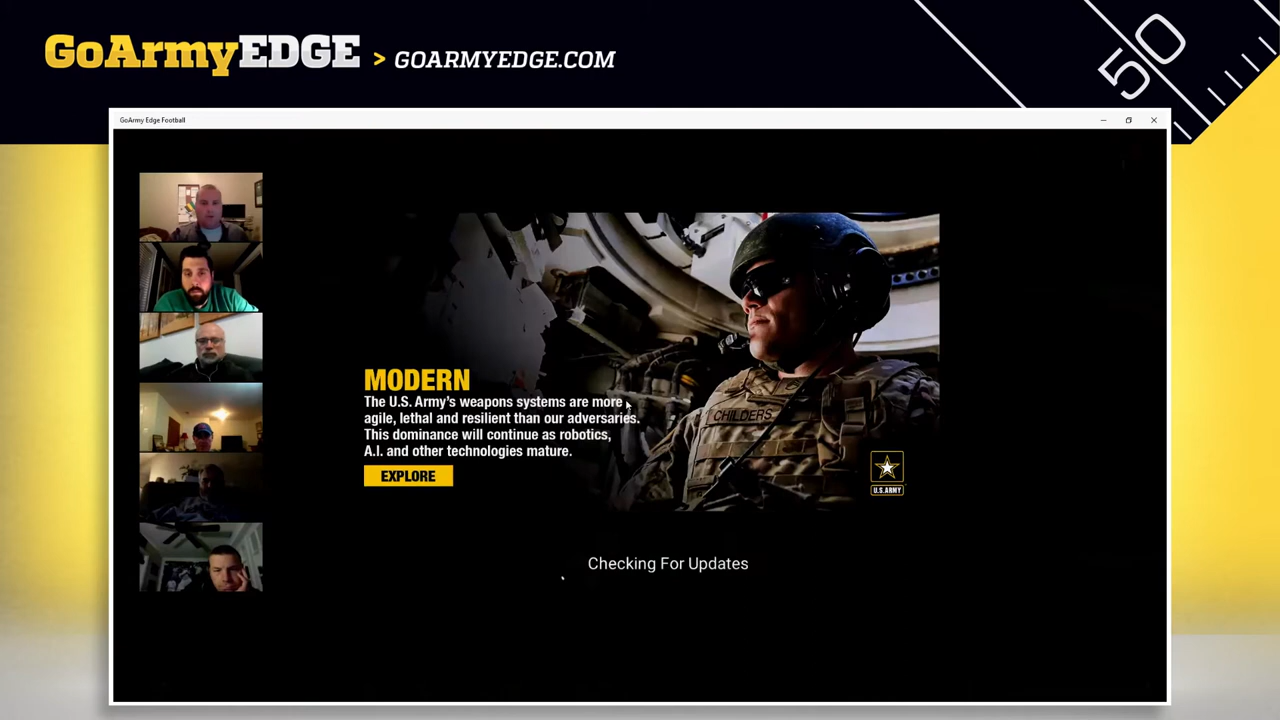 GoArmyEDGE > GOARMYEDGE.COM
50
GoArmy Edge Football
MODERN
The U.S. Army's weapons systems are more
agile, lethal and resilient than our adversaries.
This dominance will continue as robotics,
A.I. and other technologies mature.
EXPLORE
CHILDERS
U.S.ARMY
Checking For Updates